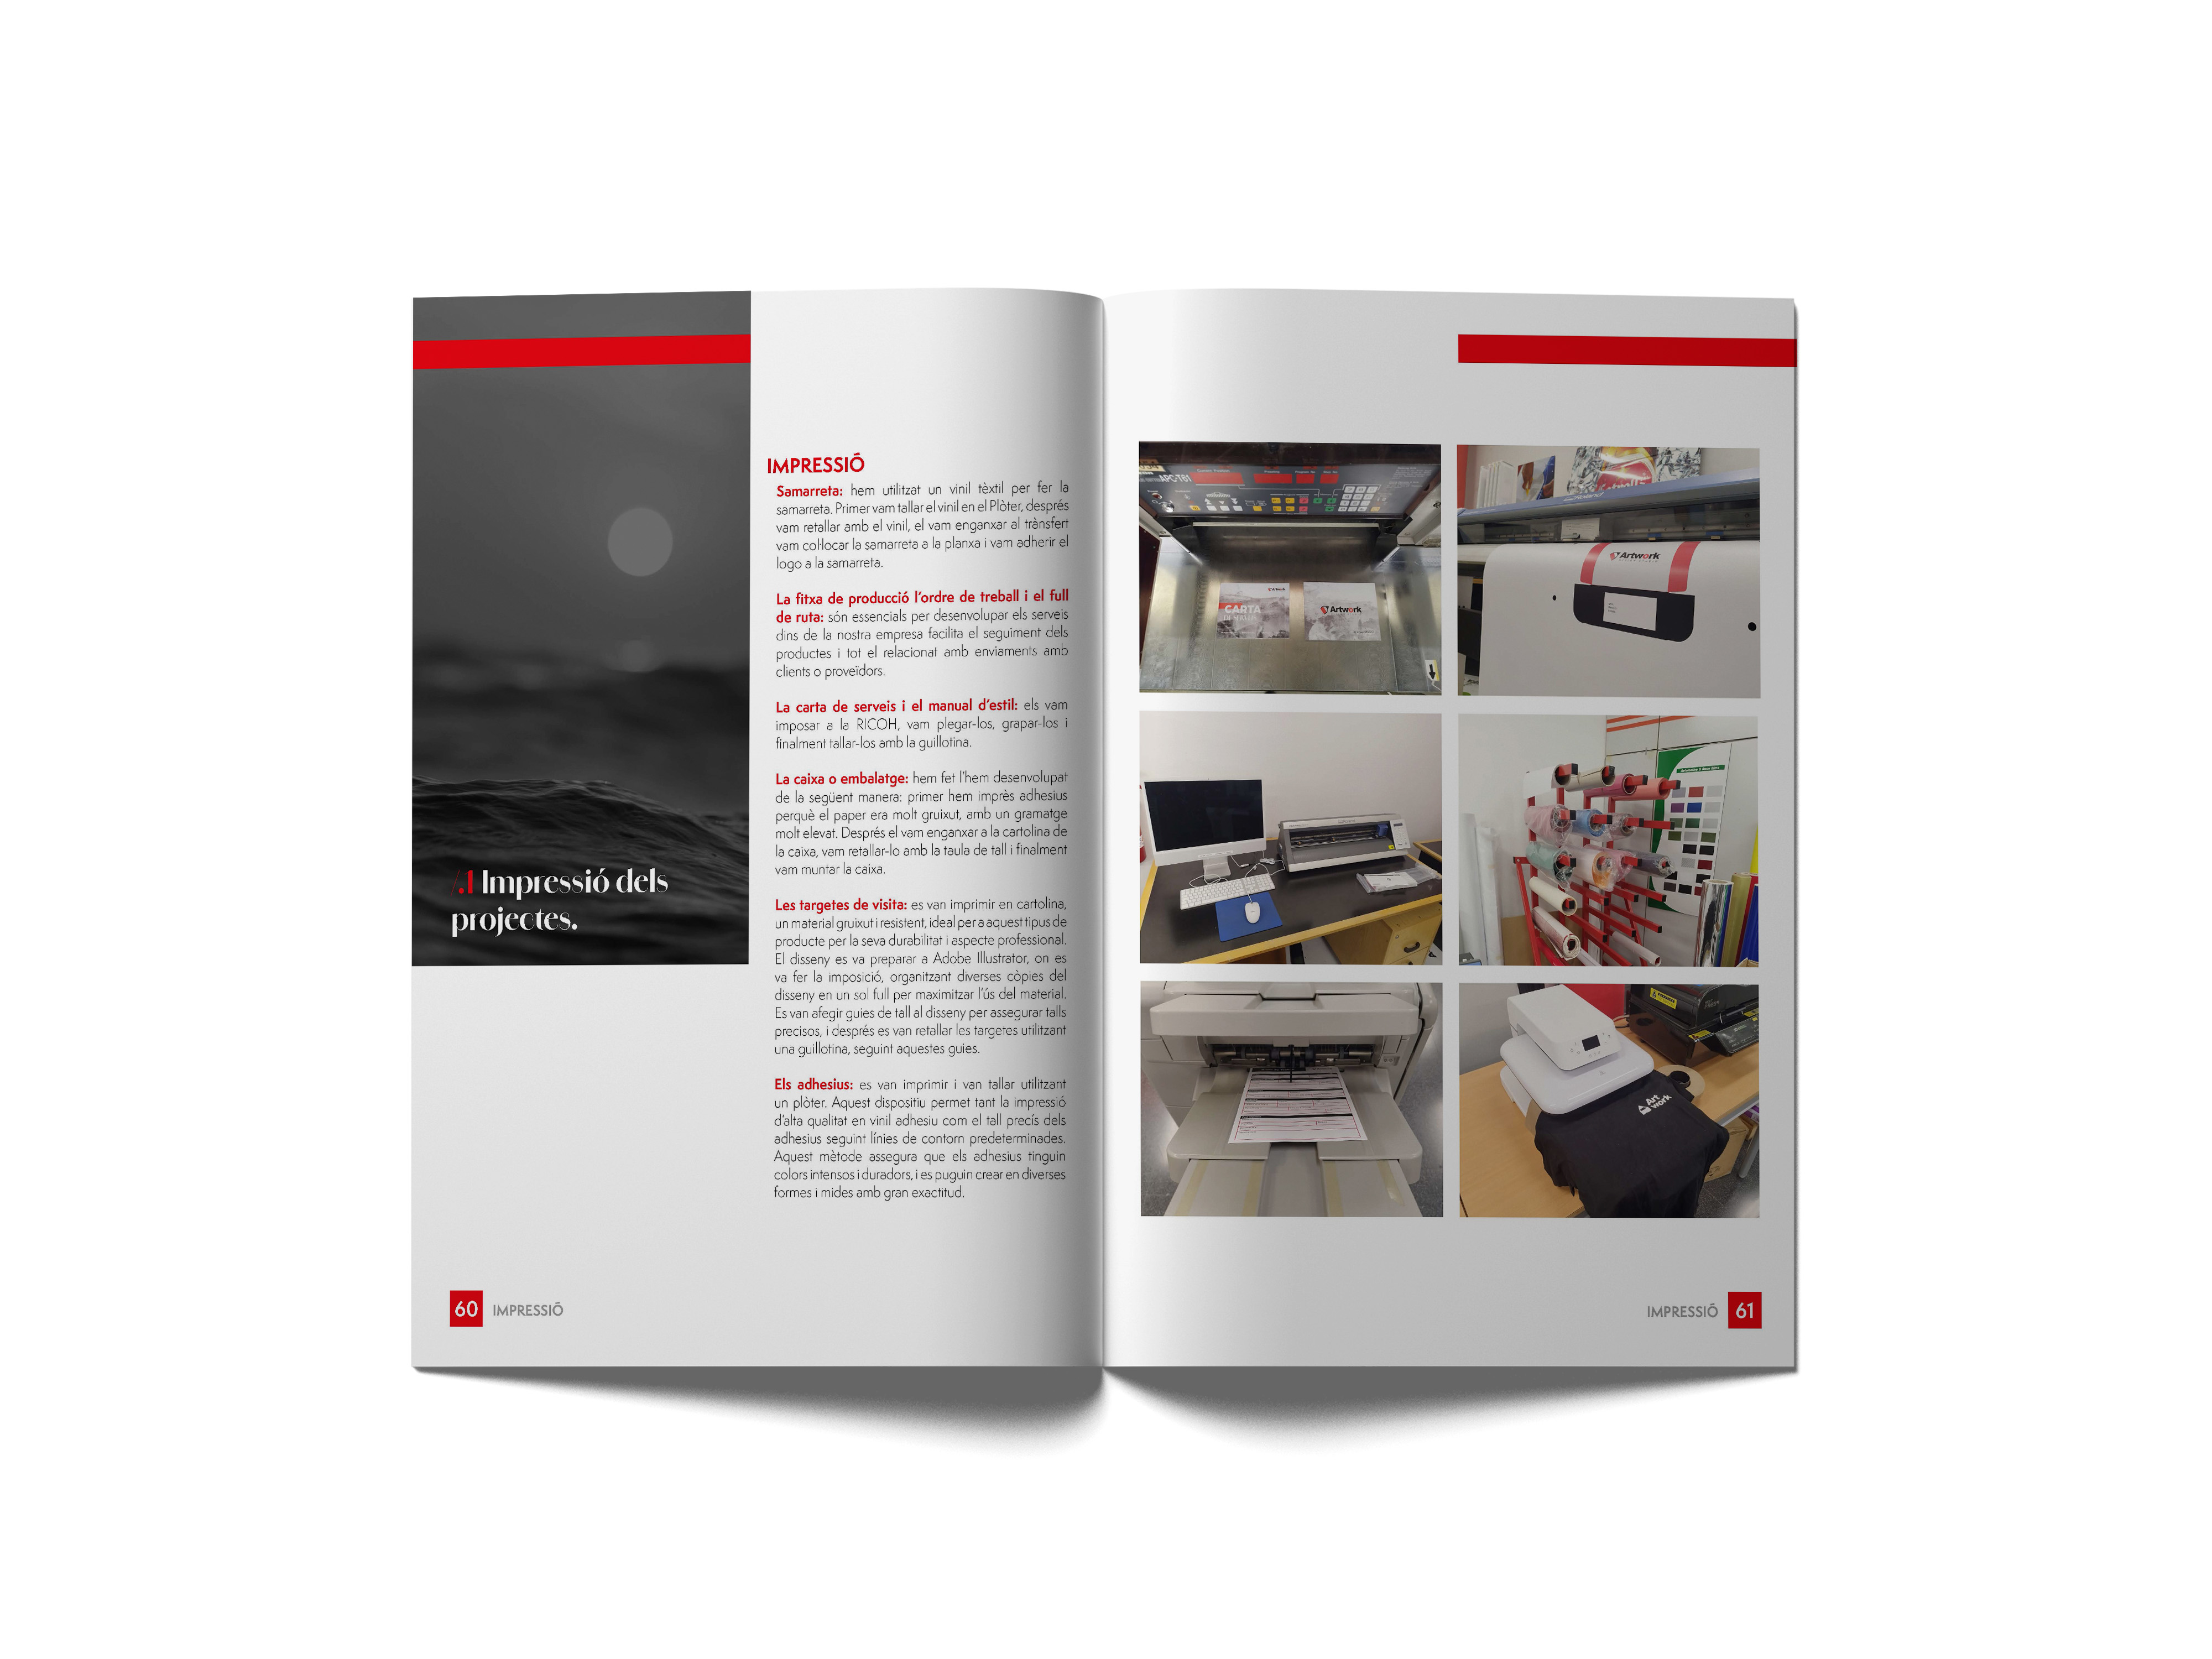 4.1 Impressió dels
projectes.
IMPRESSIÓ
Samarreta: hem utilitzat un vinil tèxtil per fer la
samarreta. Primer vam tallar el vinil en el Plòter, després
vam retallar amb el vinil, el vam enganxar al trànsfert
vam col·locar la samarreta a la planxa i vam adherir el
logo a la samarreta.
La fitxa de producció l'ordre de treball i el full
de ruta: són essencials per desenvolupar els serveis
dins de la nostra empresa facilita el seguiment dels
productes i tot el relacionat amb enviaments amb
clients o proveïdors.
La carta de serveis i el manual d'estil: els vam
imposar a la RICOH, vam plegar-los, grapar-los i
finalment tallar-los amb la guillotina.
La caixa o embalatge: hem fet l'hem desenvolupat
de la següent manera: primer hem imprès adhesius
perquè el paper era molt gruixut, amb un gramatge
molt elevat. Després el vam enganxar a la cartolina de
la caixa, vam retallar-lo amb la taula de tall i finalment
vam muntar la caixa.
Les targetes de visita: es van imprimir en cartolina,
un material gruixut i resistent, ideal per a aquest tipus de
producte per la seva durabilitat i aspecte professional.
El disseny es va preparar a Adobe Illustrator, on es
va fer la imposició, organitzant diverses còpies del
disseny en un sol full per maximitzar l'ús del material.
Es van afegir guies de tall al disseny per assegurar talls
precisos, i després es van retallar les targetes utilitzant
una guillotina, seguint aquestes guies.
Els adhesius: es van imprimir i van tallar utilitzant
un plòter. Aquest dispositiu permet tant la impressió
d'alta qualitat en vinil adhesiu com el tall precís dels
adhesius seguint línies de contorn predeterminades.
Aquest mètode assegura que els adhesius tinguin
colors intensos i duradors, i es puguin crear en diverses
formes i mides amb gran exactitud.
60 IMPRESSIÓ
APC-T61
CARTA
Artwork
Artwork
Art
work
IMPRESSIÓ 61